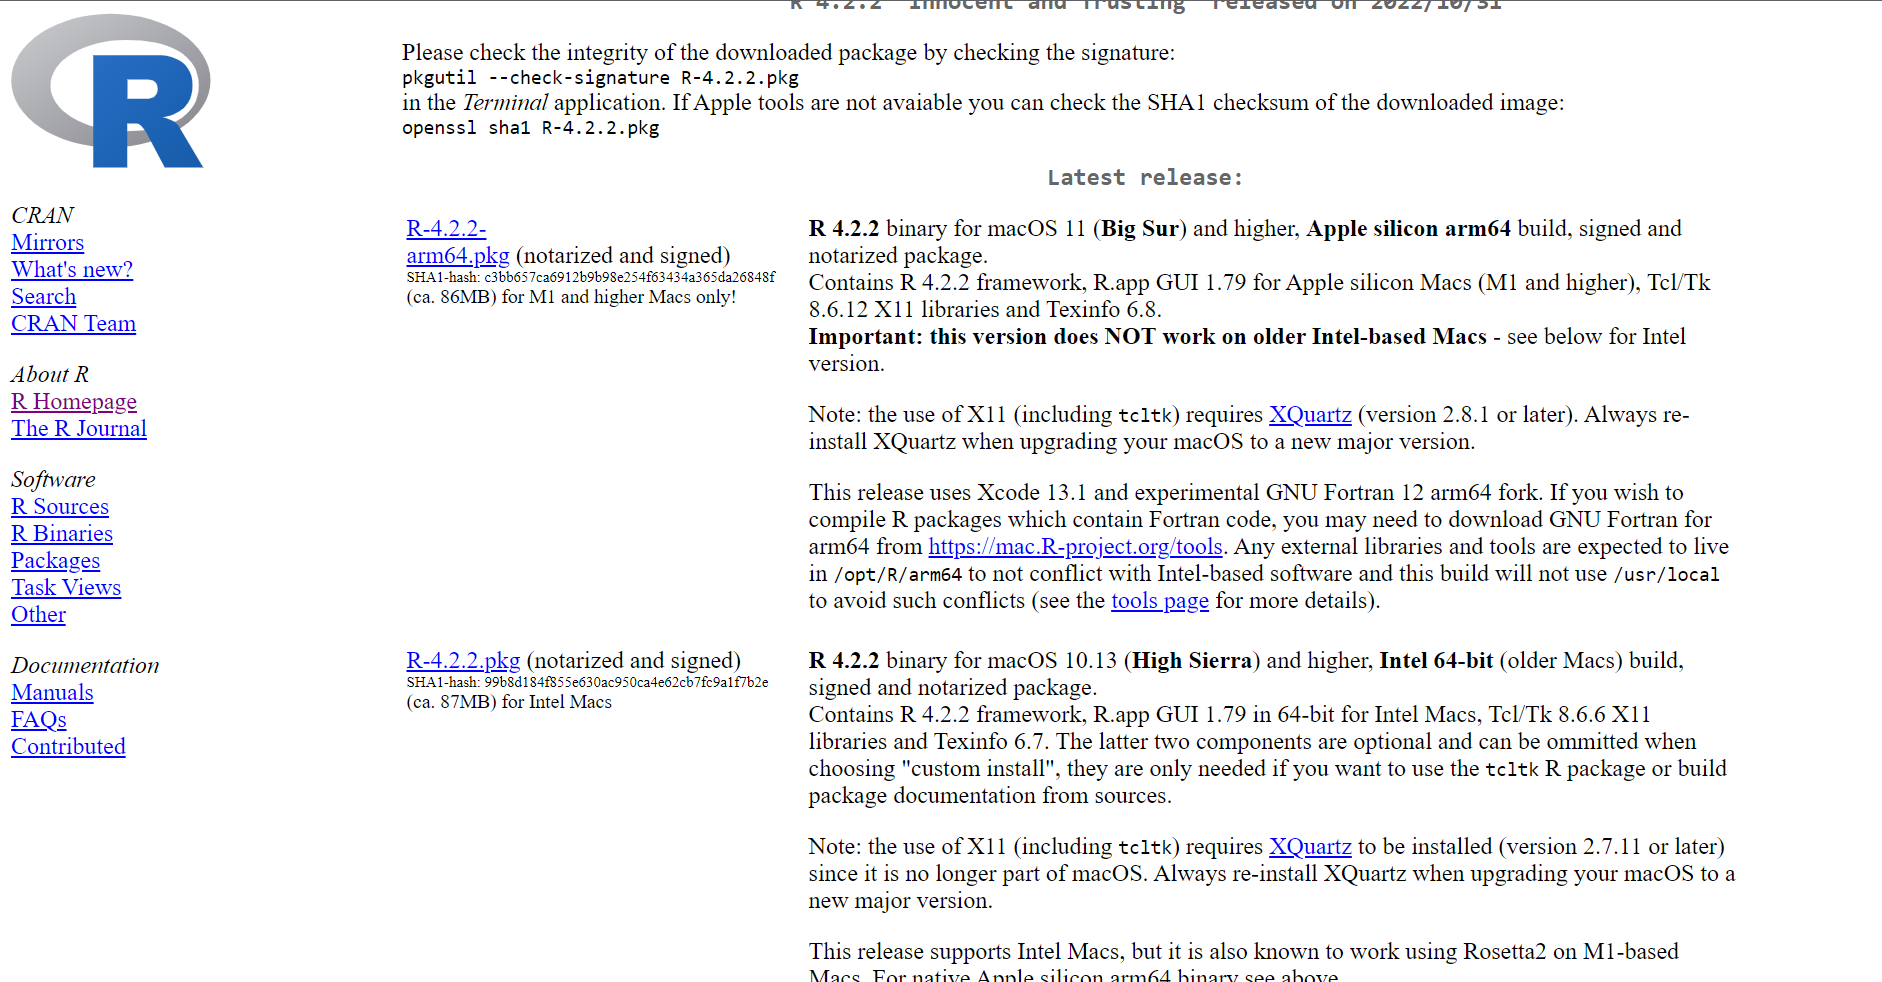 R 4.2.2 "Innocent and Trusting" released on 2022/10/31
Please check the integrity of the downloaded package by checking the signature:
pkgutil --check-signature R-4.2.2.pkg
in the Terminal application. If Apple tools are not avaiable you can check the SHA1 checksum of the downloaded image:
openssl sha1 R-4.2.2.pkg
R
CRAN
Mirrors
What's new?
Search
CRAN Team
About R
R Homepage
The R Journal
Software
R Sources
R Binaries
Packages
Task Views
Other
Documentation
Manuals
FAQs
Contributed
Latest release:
R-4.2.2-
arm64.pkg (notarized and signed)
SHA1-hash: c3bb657ca6912b9b98e254f63434a365da26848f
(ca. 86MB) for M1 and higher Macs only!
R 4.2.2 binary for macOS 11 (Big Sur) and higher, Apple silicon arm64 build, signed and
notarized package.
Contains R 4.2.2 framework, R.app GUI 1.79 for Apple silicon Macs (M1 and higher), Tcl/Tk
8.6.12 X11 libraries and Texinfo 6.8.
Important: this version does NOT work on older Intel-based Macs - see below for Intel
version.
Note: the use of X11 (including tcltk) requires XQuartz (version 2.8.1 or later). Always re-
install XQuartz when upgrading your macOS to a new major version.
This release uses Xcode 13.1 and experimental GNU Fortran 12 arm64 fork. If you wish to
compile R packages which contain Fortran code, you may need to download GNU Fortran for
arm64 from https://mac.R-project.org/tools. Any external libraries and tools are expected to live
in /opt/R/arm64 to not conflict with Intel-based software and this build will not use /usr/local
to avoid such conflicts (see the tools page for more details).
R-4.2.2.pkg (notarized and signed)
SHA1-hash: 99b8d184f855e630ac950ca4e62cb7fc9a1f7b2e
(ca. 87MB) for Intel Macs
R 4.2.2 binary for macOS 10.13 (High Sierra) and higher, Intel 64-bit (older Macs) build,
signed and notarized package.
Contains R 4.2.2 framework, R.app GUI 1.79 in 64-bit for Intel Macs, Tcl/Tk 8.6.6 X11
libraries and Texinfo 6.7. The latter two components are optional and can be ommitted when
choosing "custom install", they are only needed if you want to use the tcltk R package or build
package documentation from sources.
Note: the use of X11 (including tcltk) requires XQuartz to be installed (version 2.7.11 or later)
since it is no longer part of macOS. Always re-install XQuartz when upgrading your macOS to a
new major version.
This release supports Intel Macs, but it is also known to work using Rosetta2 on M1-based
Macs. For native Apple silicon arm64 binary see above.